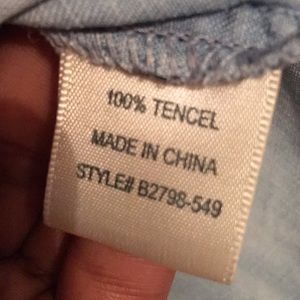 100% TENCEL
MADE IN CHINA
STYLE# B2798-549